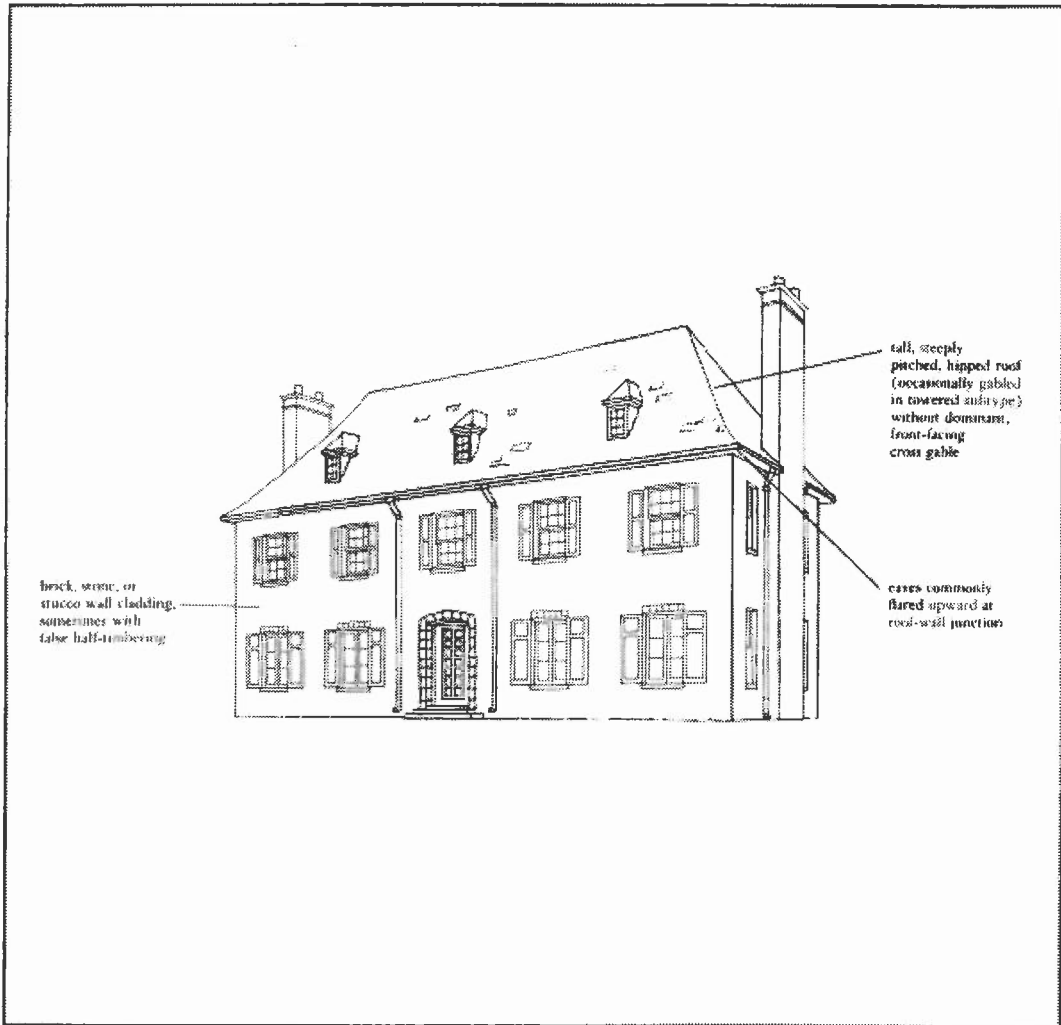 tall, steeply
pitched, hipped roof
(occasionally gabled
in towered subtype)
without dominant,
front-facing
cross gable
brick, stone, or
stucco wall cladding,
sometimes with
false half-timbering
eaves commonly
flared upward at
roof-wall junction